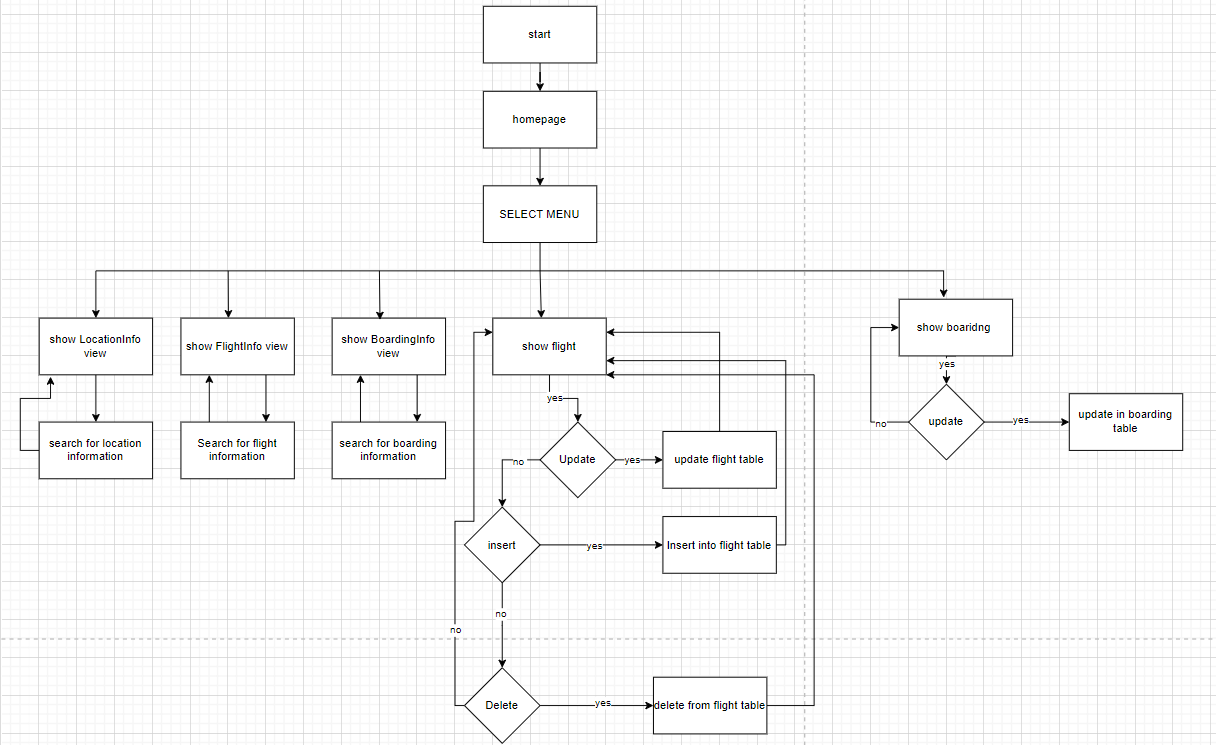 start
homepage
SELECT MENU
show LocationInfo
view
show FlightInfo view
show BoardingInfo
view
show flight
show boaridng
yes
yes
search for location
information
Search for flight
information
search for boarding
information
Update
no
yes
update flight table
no
update
yes
update in boarding
table
insert
yes
Insert into flight table
no
no
Delete
yes
delete from flight table